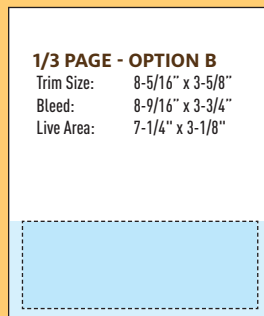 1/3 PAGE - OPTION B
Trim Size: 8-5/16” x 3-5/8”
Bleed: 8-9/16” x 3-3/4”
Live Area: 7-1/4" x 3-1/8"